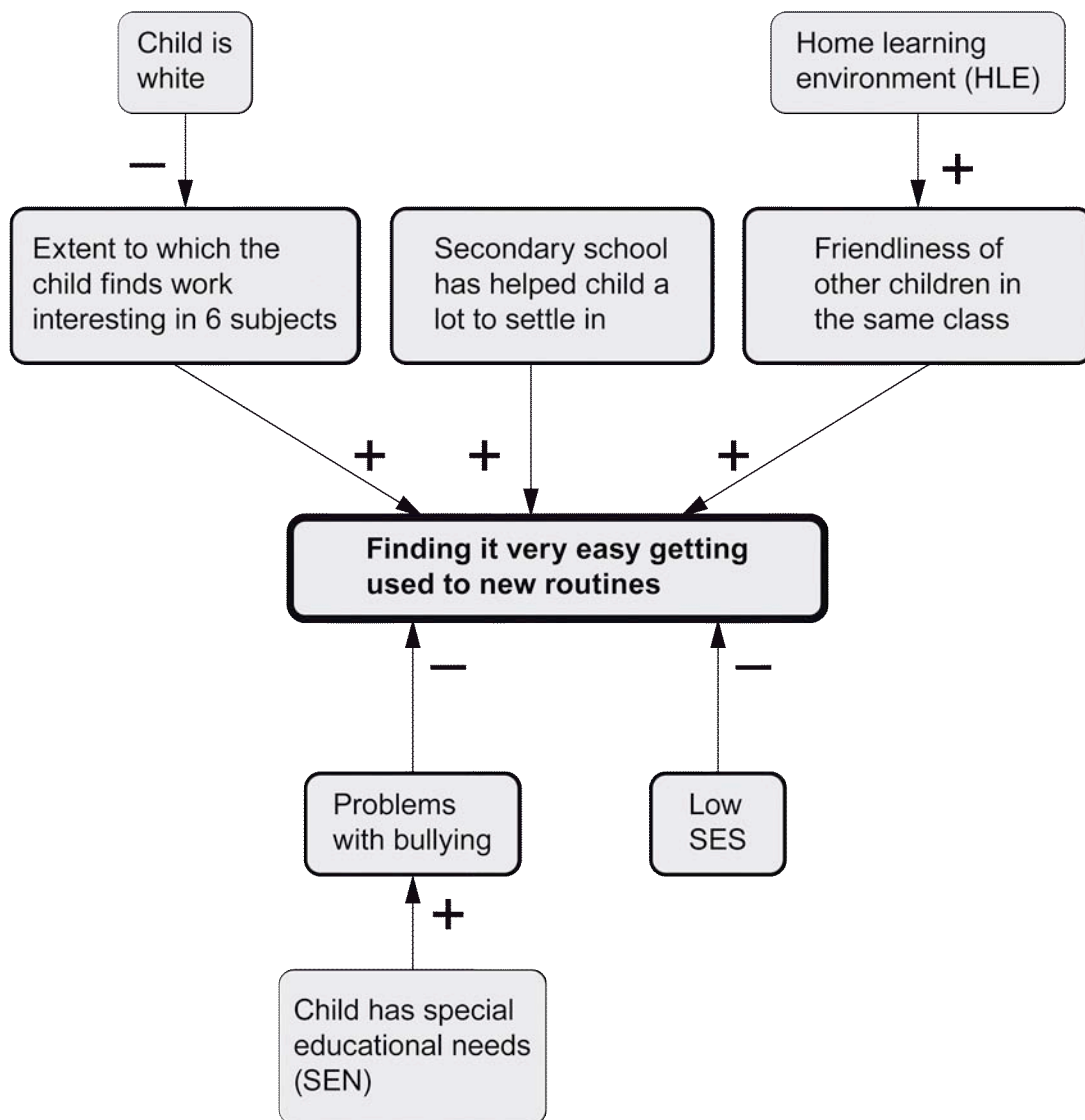 Child is
white
Home learning
environment (HLE)
—
+
Extent to which the
child finds work
interesting in 6 subjects
Secondary school
has helped child a
lot to settle in
Friendliness of
other children in
the same class
+
+
+
Finding it very easy getting
used to new routines
—
—
Problems
with bullying
Low
SES
+
Child has special
educational needs
(SEN)